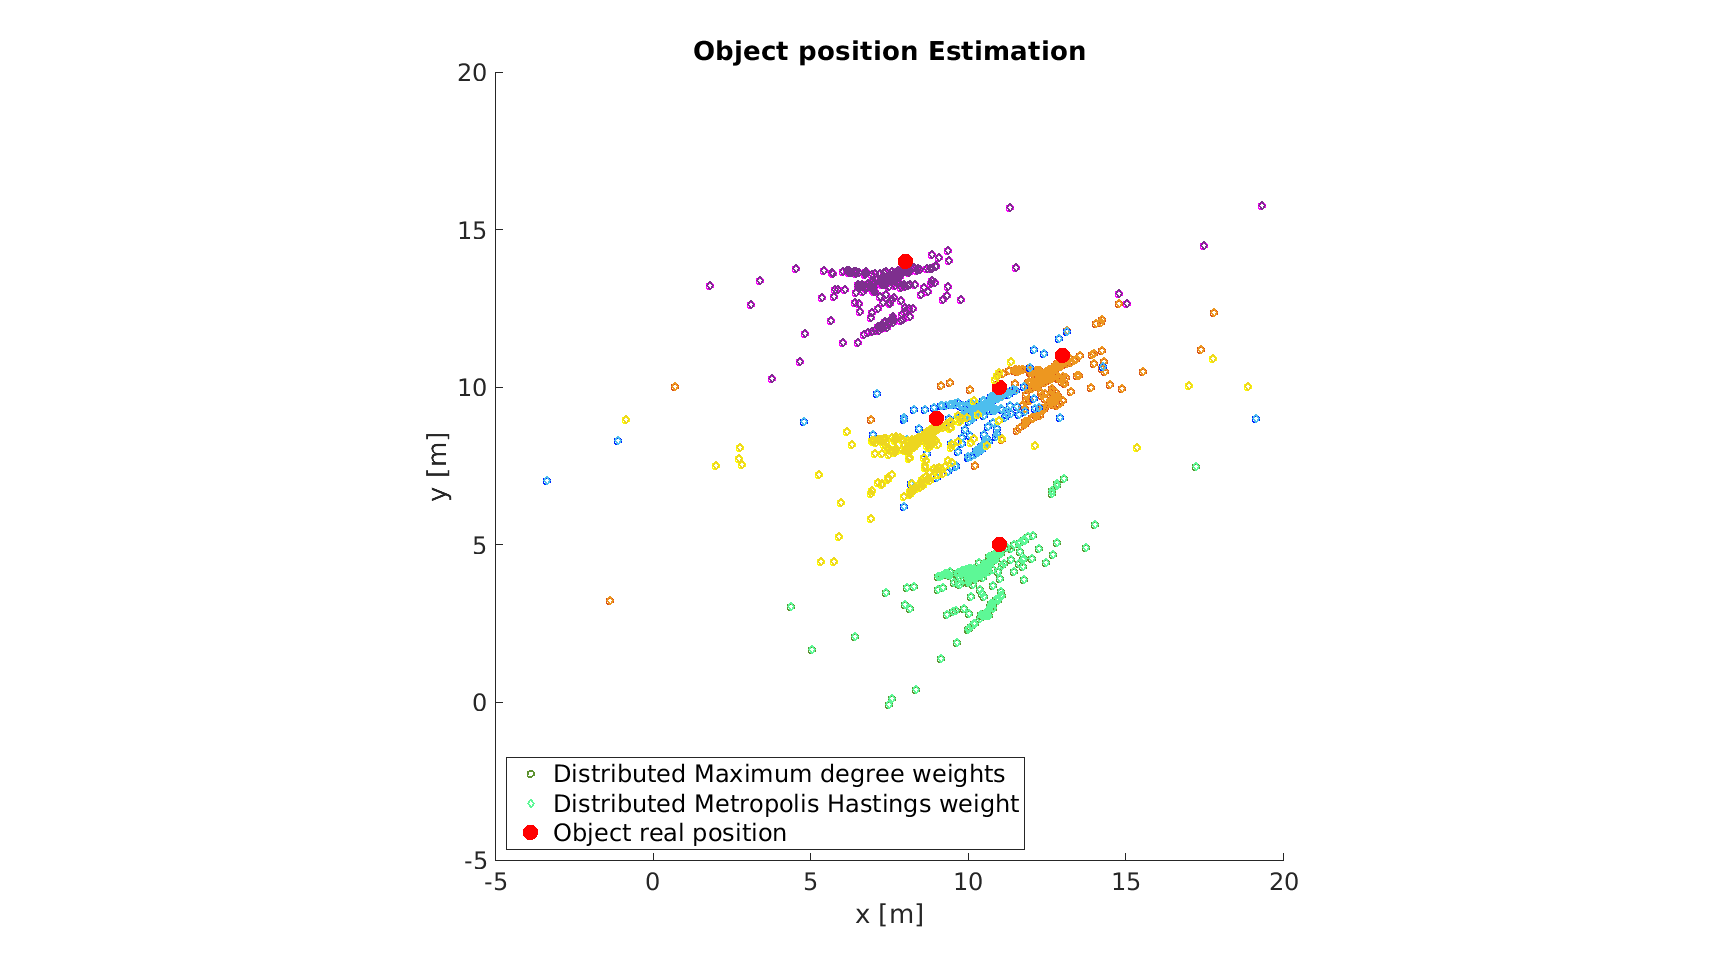 Object position Estimation
20
15
10
5
0
-5
y [m]
Distributed Maximum degree weights
Distributed Metropolis Hastings weight
Object real position
-5 0 5 10 15 20
x [m]